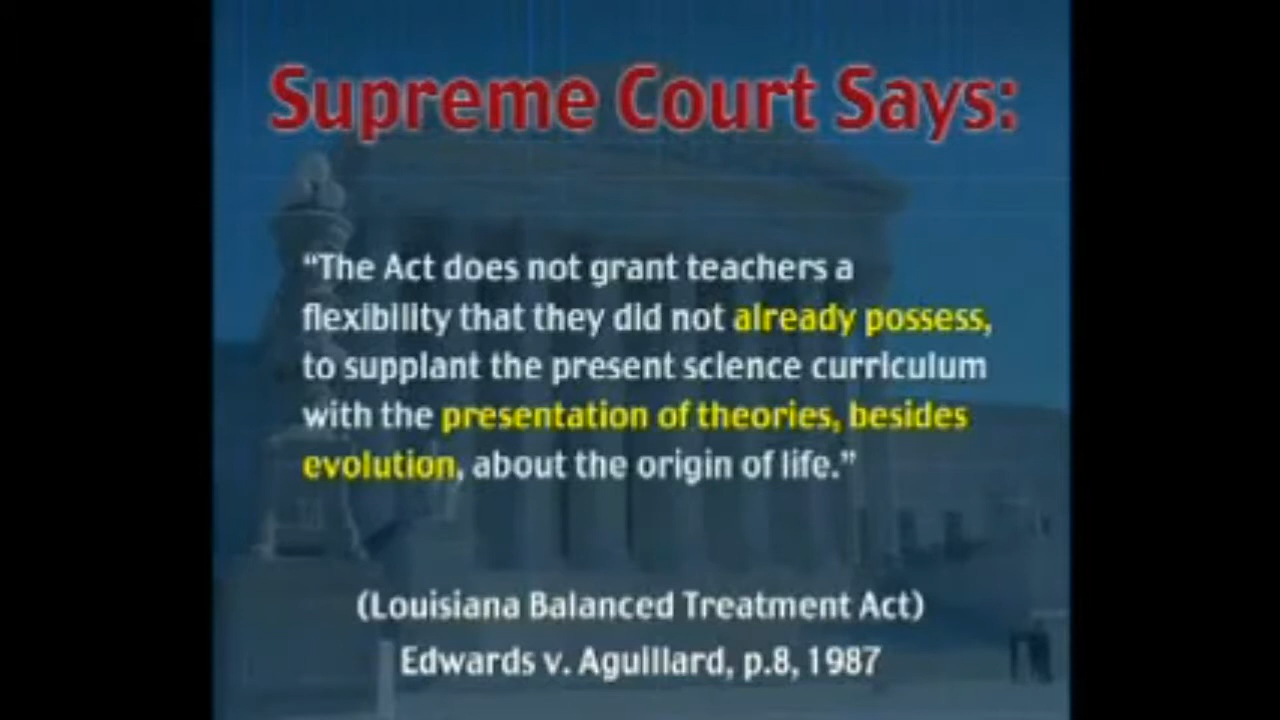 Supreme Court Says:
“The Act does not grant teachers a
flexibility that they did not already possess,
to supplant the present science curriculum
with the presentation of theories, besides
evolution, about the origin of life.”
(Louisiana Balanced Treatment Act)
Edwards v. Aguillard, p.8, 1987